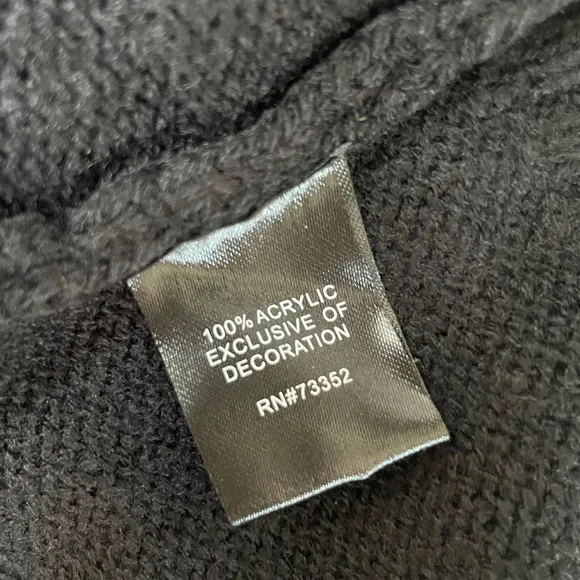 100% ACRYLIC
EXCLUSIVE OF
DECORATION
RN#73352